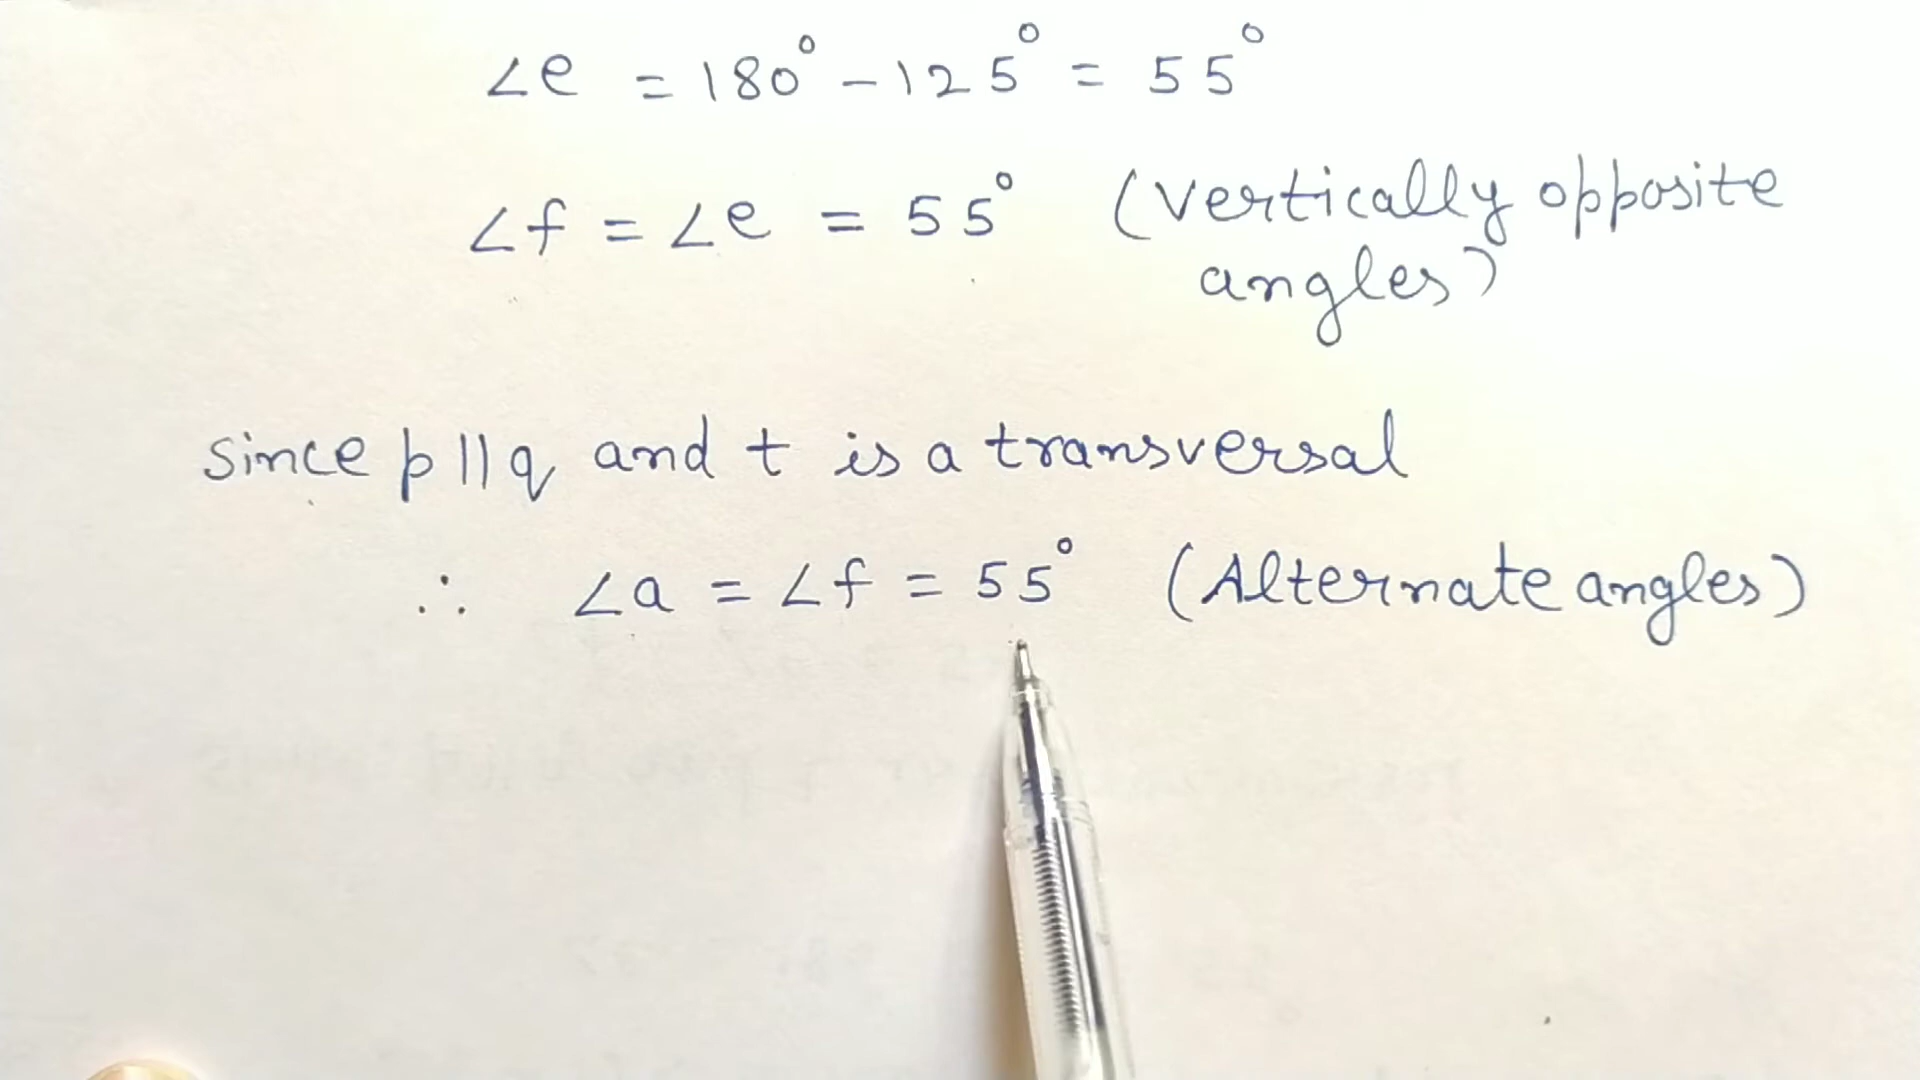 ∠e = 180° - 125° = 55°
∠f = ∠e = 55° (Vertically opposite
angles)
since p || q and t is a transversal
∴ ∠a = ∠f = 55° (Alternate angles)